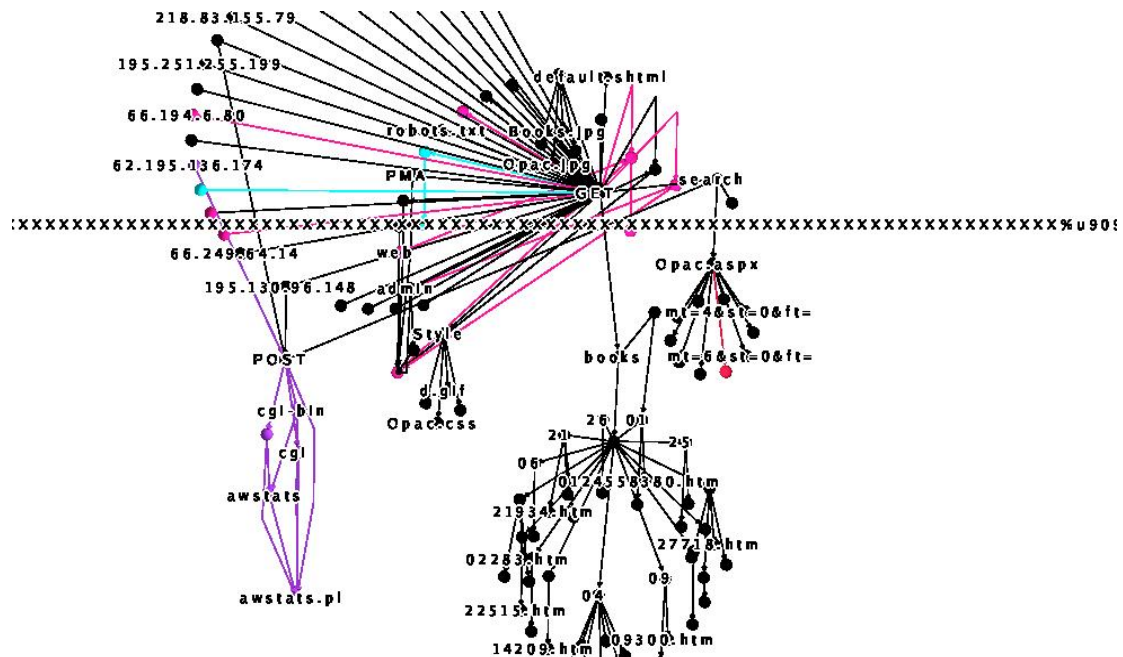 218.83.155.79
195.251.255.199
default.shtml
66.194.6.80
robots.txt
Books.jpg
62.195.136.174
PMA
Opac.jpg
GET
search
66.249.64.14
web
Opac.aspx
195.130.96.148
admin
mt=4&st=0&ft=
Style
POST
books
mt=6&st=0&ft=
d.gif
cgi-bin
Opac.css
26
01
21
25
cgi
06
0124558380.htm
awstats
21934.htm
27718.htm
02283.htm
09
awstats.pl
04
22515.htm
09300.htm
14209.htm